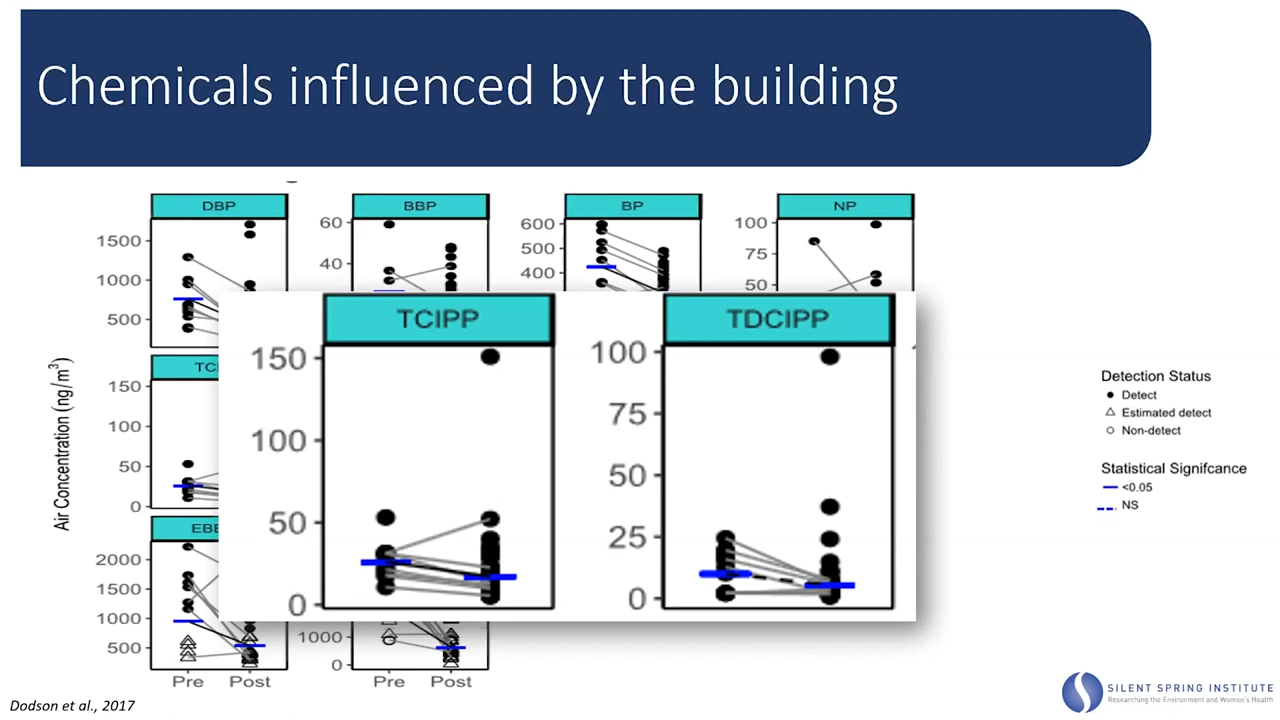 Chemicals influenced by the building
DBP
BBP
BP
NP
1500
1000
500
60
40
600
500
400
100
75
50
Air Concentration (ng/m³)
150
100
50
0
TCIPP
150
100
50
0
TDCIPP
100
75
50
25
0
2000
1500
1000
500
1000
0
Pre
Post
Pre
Post
Detection Status
Detect
Estimated detect
Non-detect
Statistical Signifcance
<0.05
NS
Dodson et al., 2017
SILENT SPRING INSTITUTE
Researching the Environment and Women's Health